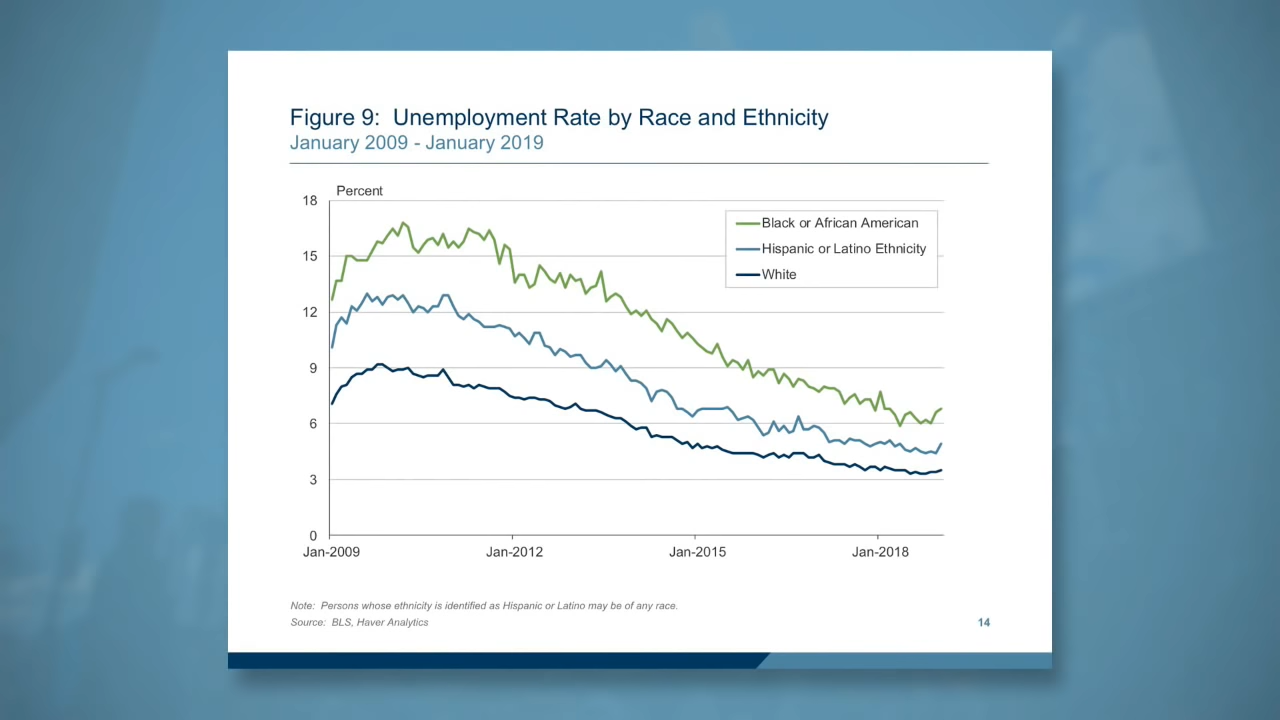 Figure 9:  Unemployment Rate by Race and Ethnicity
January 2009 - January 2019
Percent
18
15
12
9
6
3
0
Black or African American
Hispanic or Latino Ethnicity
White
Jan-2009
Jan-2012
Jan-2015
Jan-2018
Note:  Persons whose ethnicity is identified as Hispanic or Latino may be of any race.
Source:  BLS, Haver Analytics
14